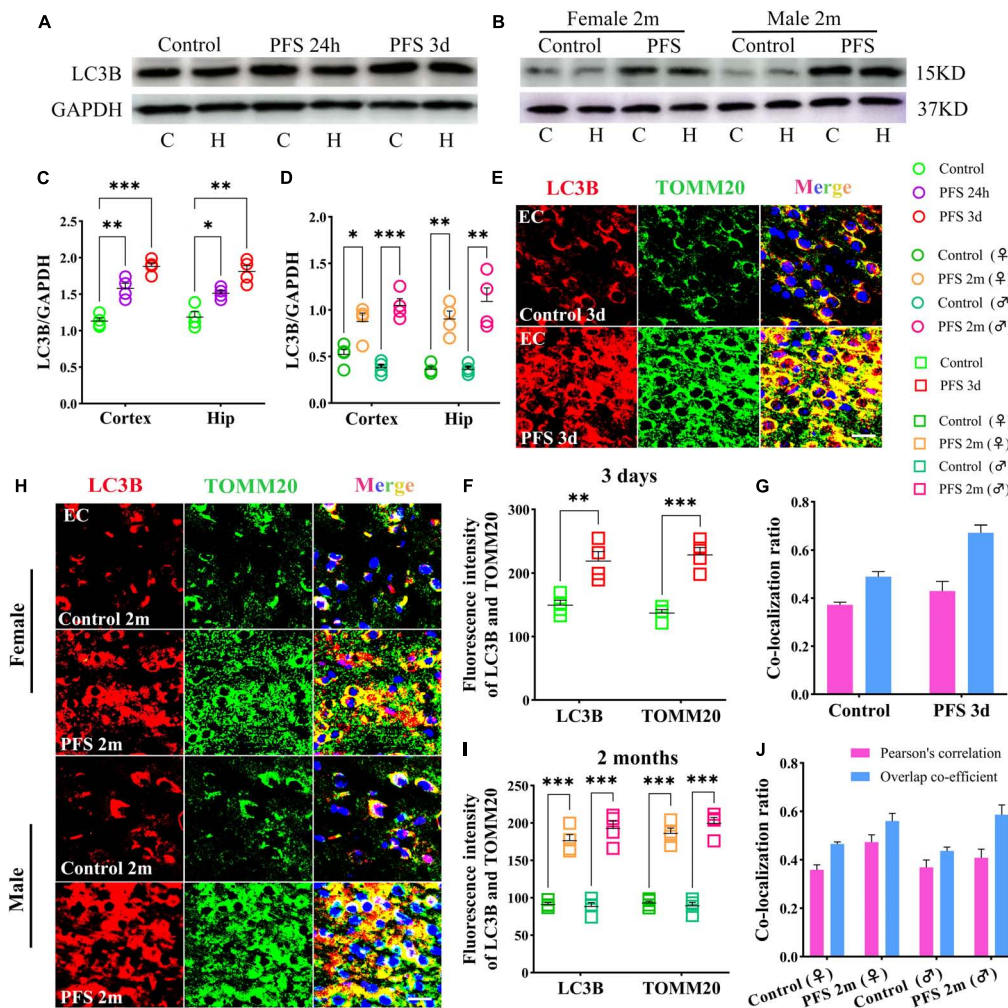 A
Control PFS 24h PFS 3d
LC3B
GAPDH
C H C H C H
B
Female 2m Male 2m
Control PFS Control PFS
15KD
37KD
C H C H C H C H
C
LC3B/GAPDH
2.5
2.0
1.5
1.0
0.5
0.0
*** ** ** *
Cortex Hip
D
LC3B/GAPDH
2.0
1.5
1.0
0.5
0.0
* *** ** **
Cortex Hip
E
LC3B TOMM20 Merge
EC
Control 3d
EC
PFS 3d
Control
PFS 24h
PFS 3d
Control (♀
PFS 2m (♀)
Control (♂)
PFS 2m (♂)
Control
PFS 3d
Control (♀
PFS 2m (♀)
Control (♂)
PFS 2m (♂)
H
LC3B TOMM20 Merge
Female
EC
Control 2m
PFS 2m
Male
Control 2m
PFS 2m
F
3 days
Fluorescence intensity
of LC3B and TOMM20
300
200
150
100
0
** ***
LC3B TOMM20
G
Co-localization ratio
0.8
0.6
0.4
0.2
0.0
Control PFS 3d
I
2 months
Fluorescence intensity
of LC3B and TOMM20
250
200
150
100
50
0
*** *** *** ***
LC3B TOMM20
J
Pearson's correlation
Overlap co-efficient
Co-localization ratio
0.8
0.6
0.4
0.2
0.0
Control (♀) PFS 2m (♀) Control (♂) PFS 2m (♂)